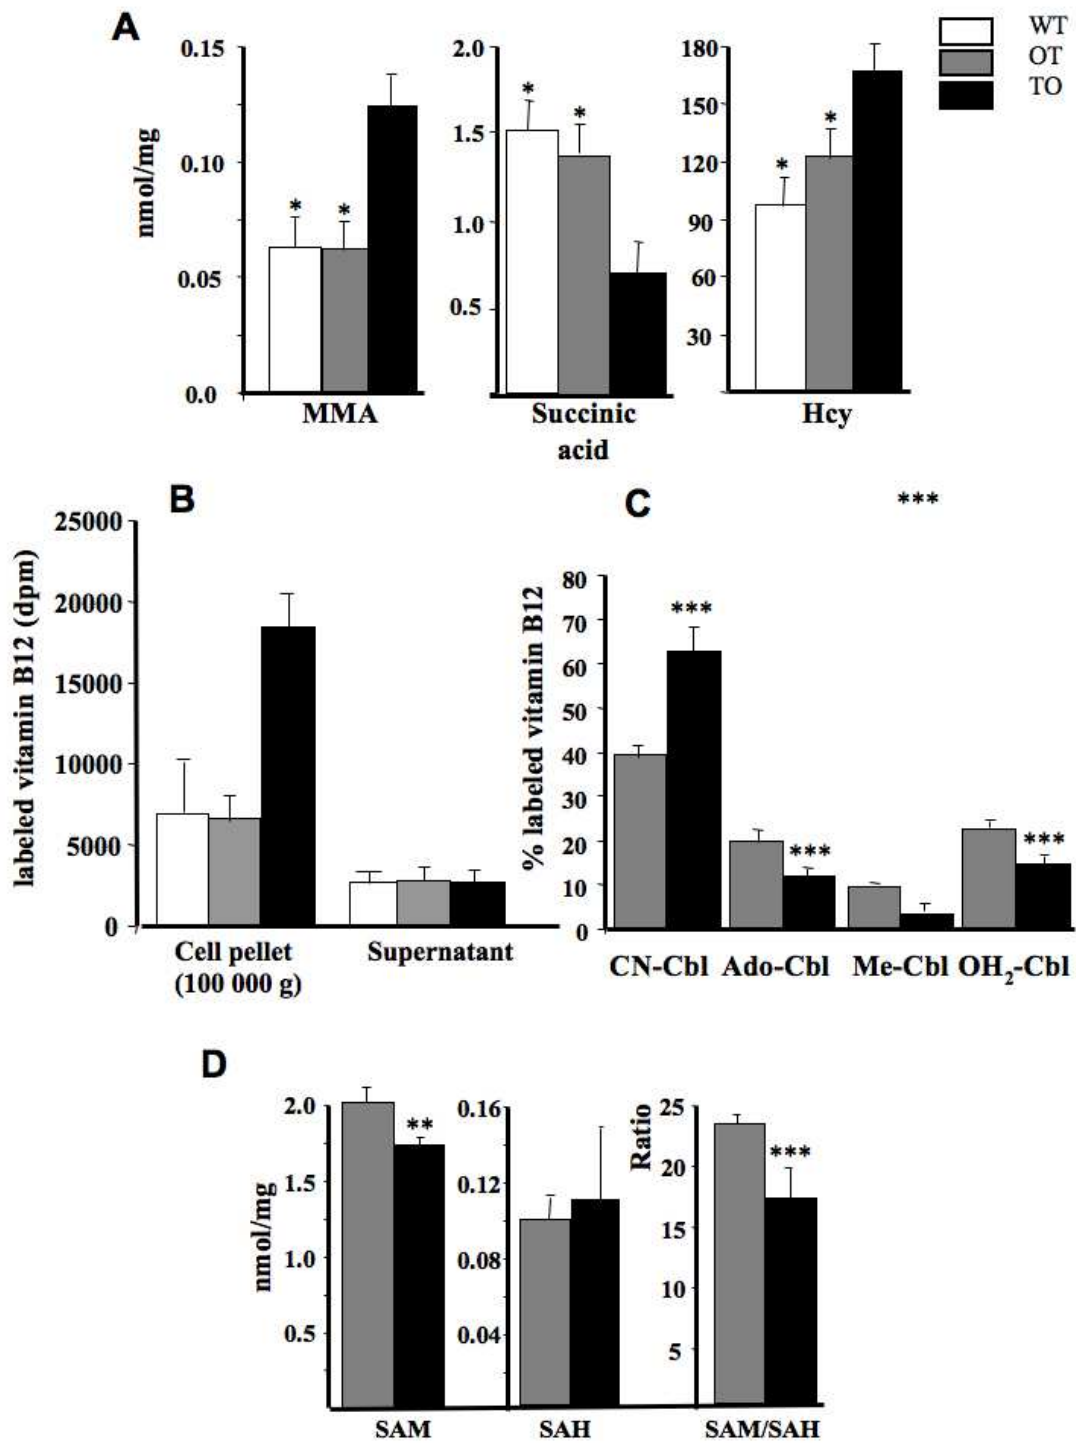 A
WT
OT
TO
nmol/mg
0.15
0.10
0.05
0.0
* *
MMA
2.0
1.5
1.0
0.5
* *
Succinic
acid
180
150
120
90
60
30
* *
Hcy
B
labeled vitamin B12 (dpm)
25000
20000
15000
10000
5000
0
Cell pellet
(100 000 g)
Supernatant
C
***
% labeled vitamin B12
80
70
60
50
40
30
20
10
0
***
***
***
CN-Cbl Ado-Cbl Me-Cbl OH₂-Cbl
D
nmol/mg
2.0
1.5
1.0
0.5
**
SAM
0.16
0.12
0.08
0.04
SAH
Ratio
25
20
15
10
5
***
SAM/SAH